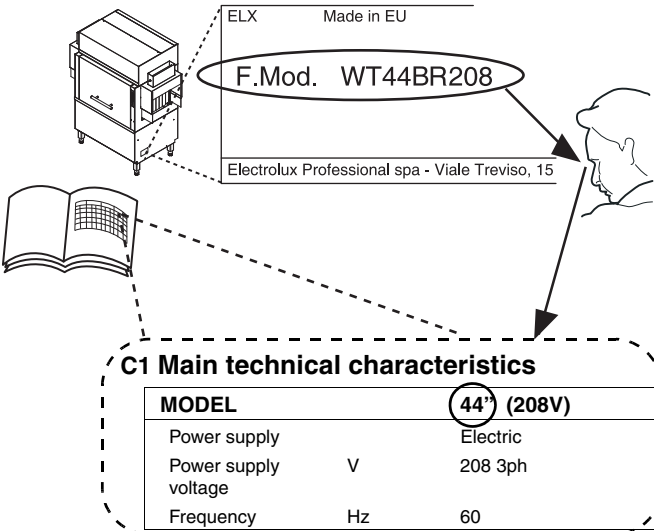 ELX Made in EU
F.Mod. WT44BR208
Electrolux Professional spa - Viale Treviso, 15
C1 Main technical characteristics
MODEL 44” (208V)
Power supply Electric
Power supply voltage V 208 3ph
Frequency Hz 60